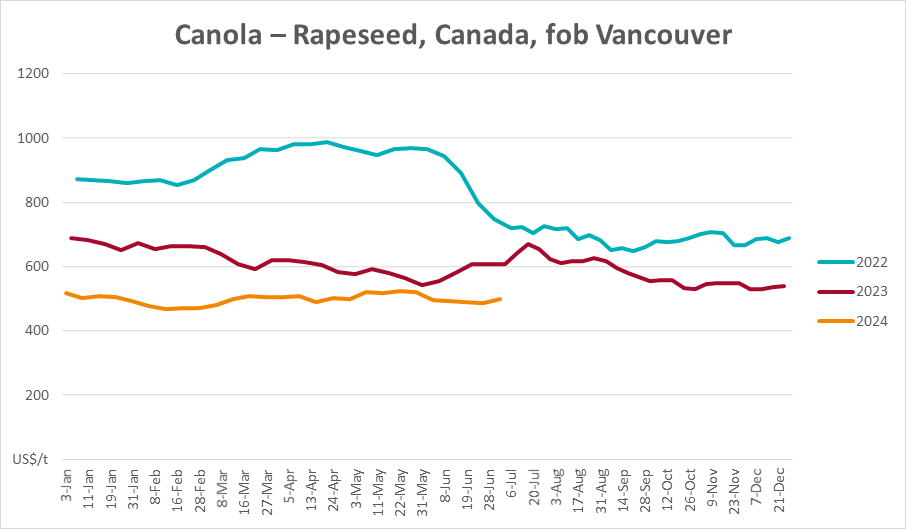 Canola – Rapeseed, Canada, fob Vancouver
1200
1000
800
600
400
200
US$/t
2022
2023
2024
3-Jan
11-Jan
19-Jan
31-Jan
8-Feb
16-Feb
28-Feb
8-Mar
16-Mar
27-Mar
5-Apr
13-Apr
24-Apr
3-May
11-May
22-May
31-May
8-Jun
19-Jun
28-Jun
6-Jul
20-Jul
3-Aug
17-Aug
31-Aug
14-Sep
28-Sep
12-Oct
26-Oct
9-Nov
23-Nov
7-Dec
21-Dec